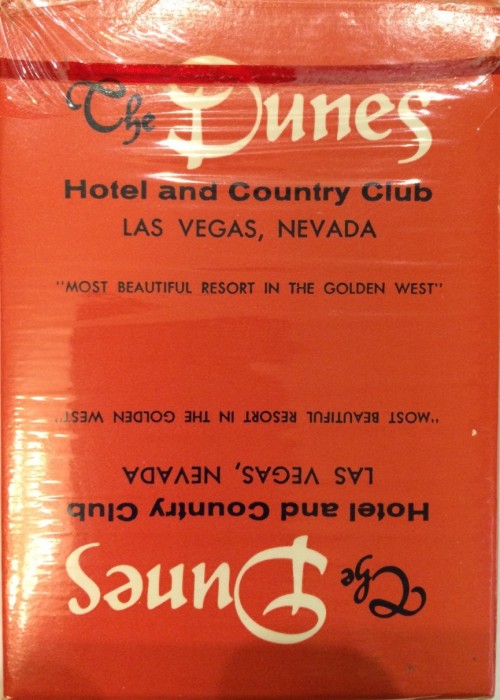 The Dunes
Hotel and Country Club
LAS VEGAS, NEVADA
"MOST BEAUTIFUL RESORT IN THE GOLDEN WEST"
"MOST BEAUTIFUL RESORT IN THE GOLDEN WEST"
LAS VEGAS, NEVADA
Hotel and Country Club
The Dunes